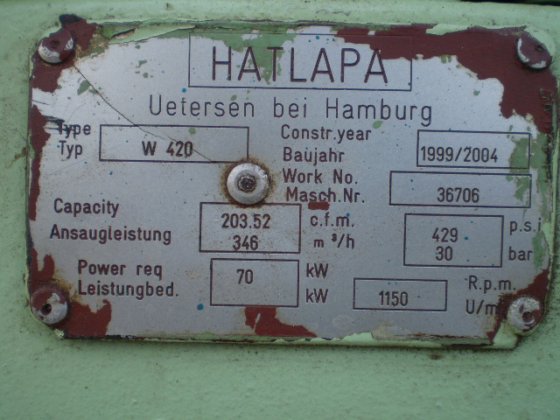 HATLAPA
Uetersen bei Hamburg
Type
Typ
W 420
Constr.year
Baujahr
1999/2004
Work No.
Masch.Nr.
36706
Capacity
Ansaugleistung
203.52
346
c.f.m.
m³/h
429
30
p.s.i
bar
Power req
Leistungbed.
70
kW
kW
1150
R.p.m.
U/m